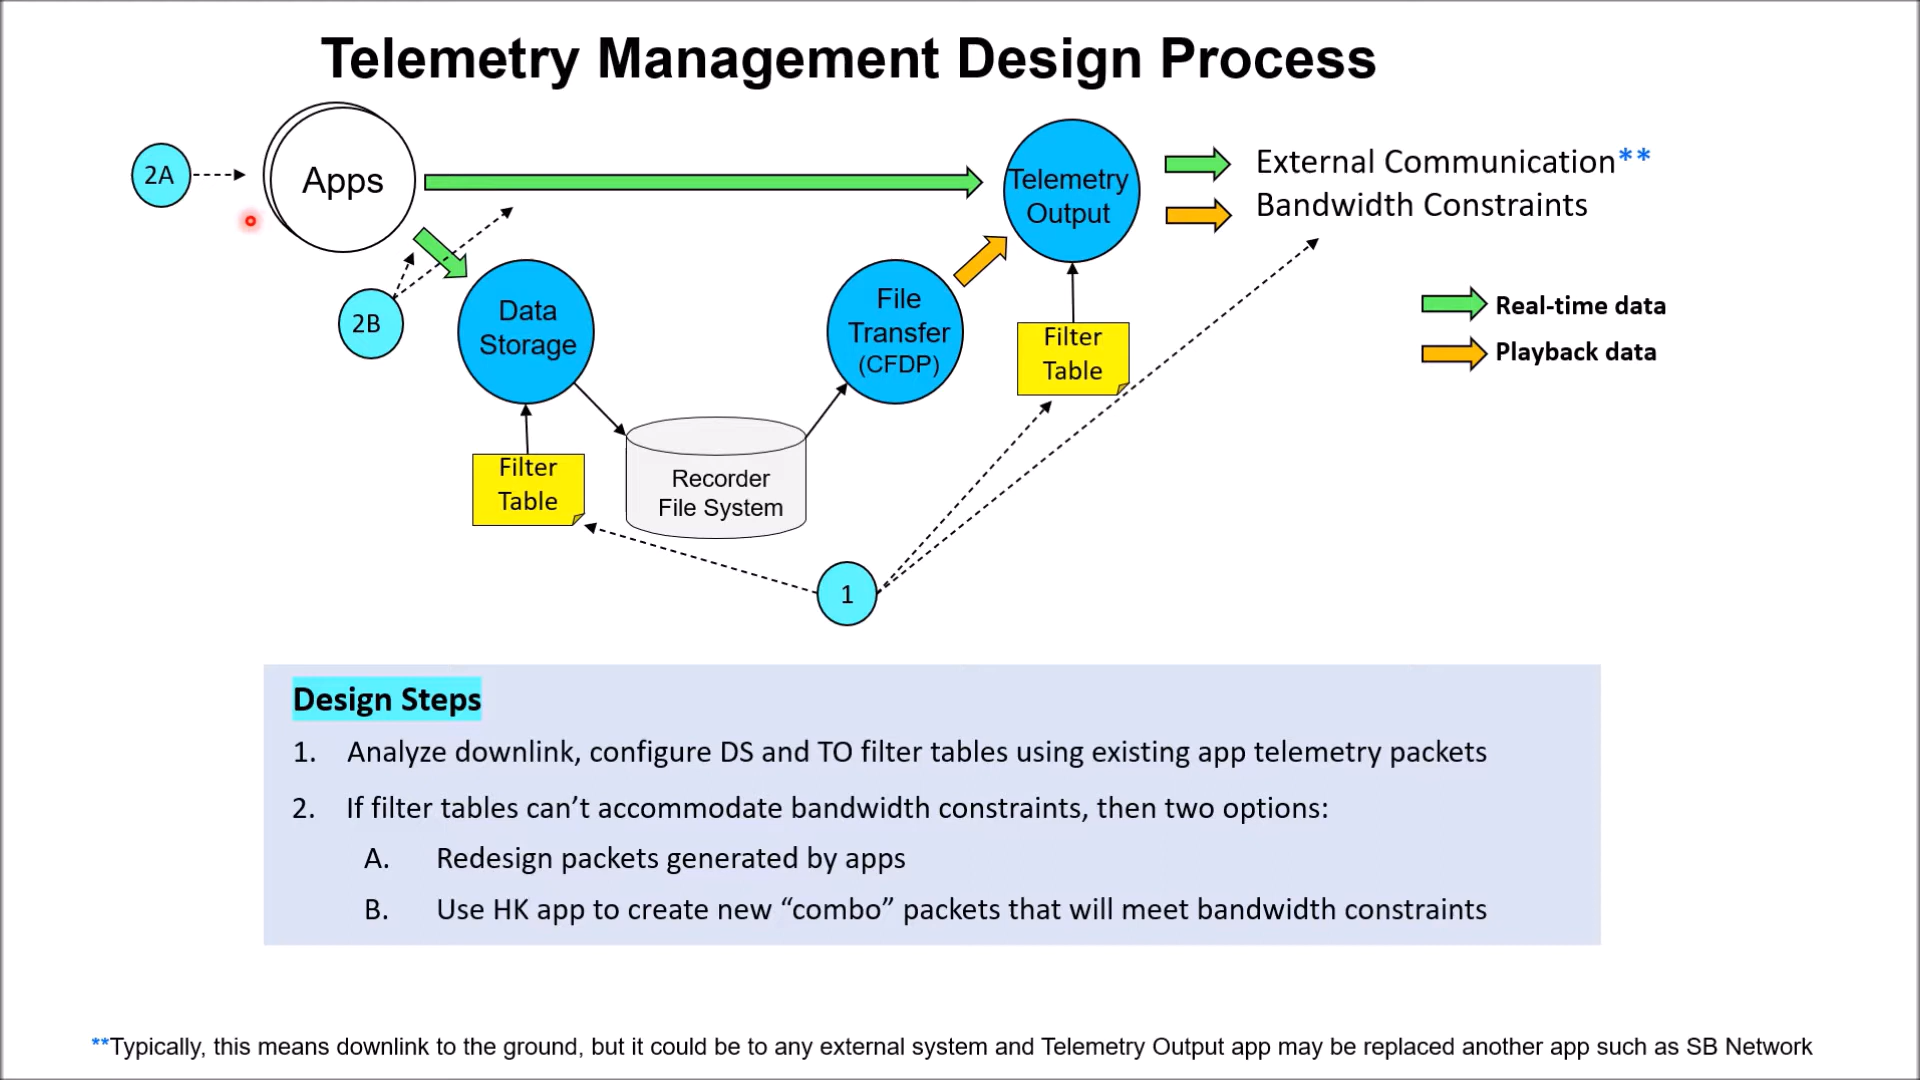 Telemetry Management Design Process
2A
Apps
Telemetry
Output
External Communication**
Bandwidth Constraints
2B
Data
Storage
File
Transfer
(CFDP)
Filter
Table
Real-time data
Playback data
Filter
Table
Recorder
File System
1
Design Steps
1. Analyze downlink, configure DS and TO filter tables using existing app telemetry packets
2. If filter tables can’t accommodate bandwidth constraints, then two options:
A. Redesign packets generated by apps
B. Use HK app to create new “combo” packets that will meet bandwidth constraints
**Typically, this means downlink to the ground, but it could be to any external system and Telemetry Output app may be replaced another app such as SB Network